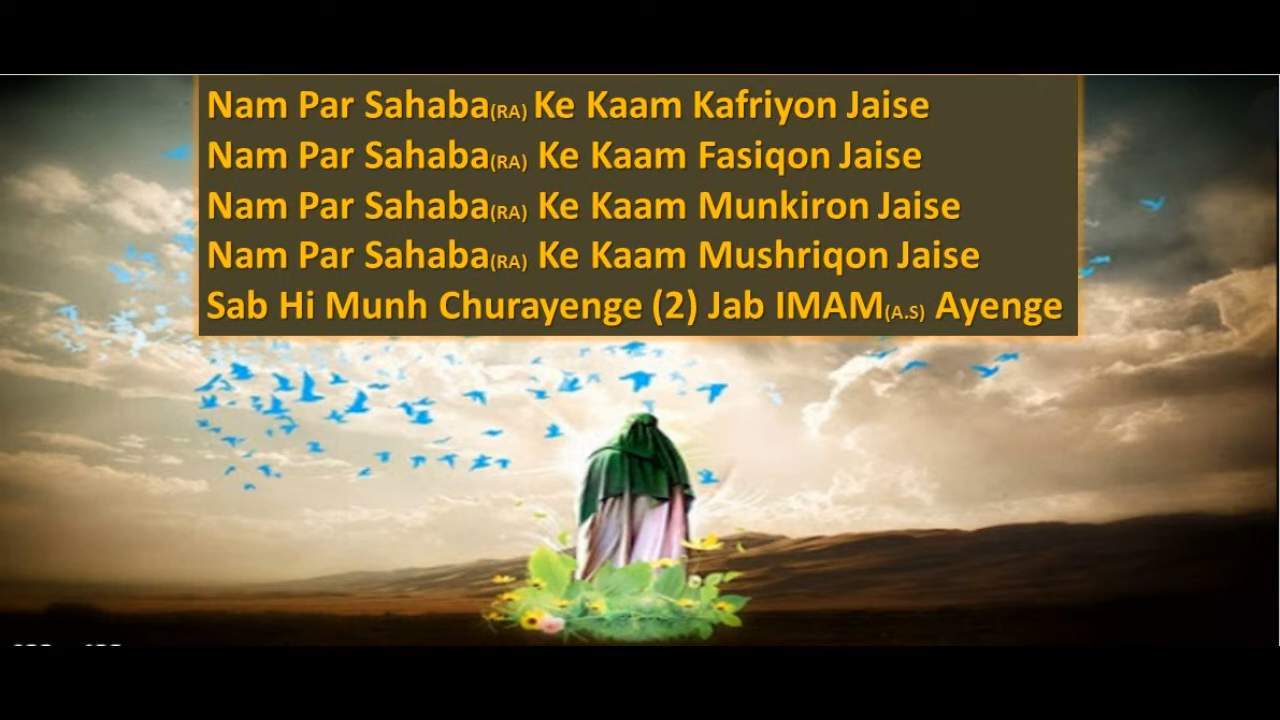 Nam Par Sahaba(RA) Ke Kaam Kafriyon Jaise
Nam Par Sahaba(RA) Ke Kaam Fasiqon Jaise
Nam Par Sahaba(RA) Ke Kaam Munkiron Jaise
Nam Par Sahaba(RA) Ke Kaam Mushriqon Jaise
Sab Hi Munh Churayenge (2) Jab IMAM(A.S) Ayenge